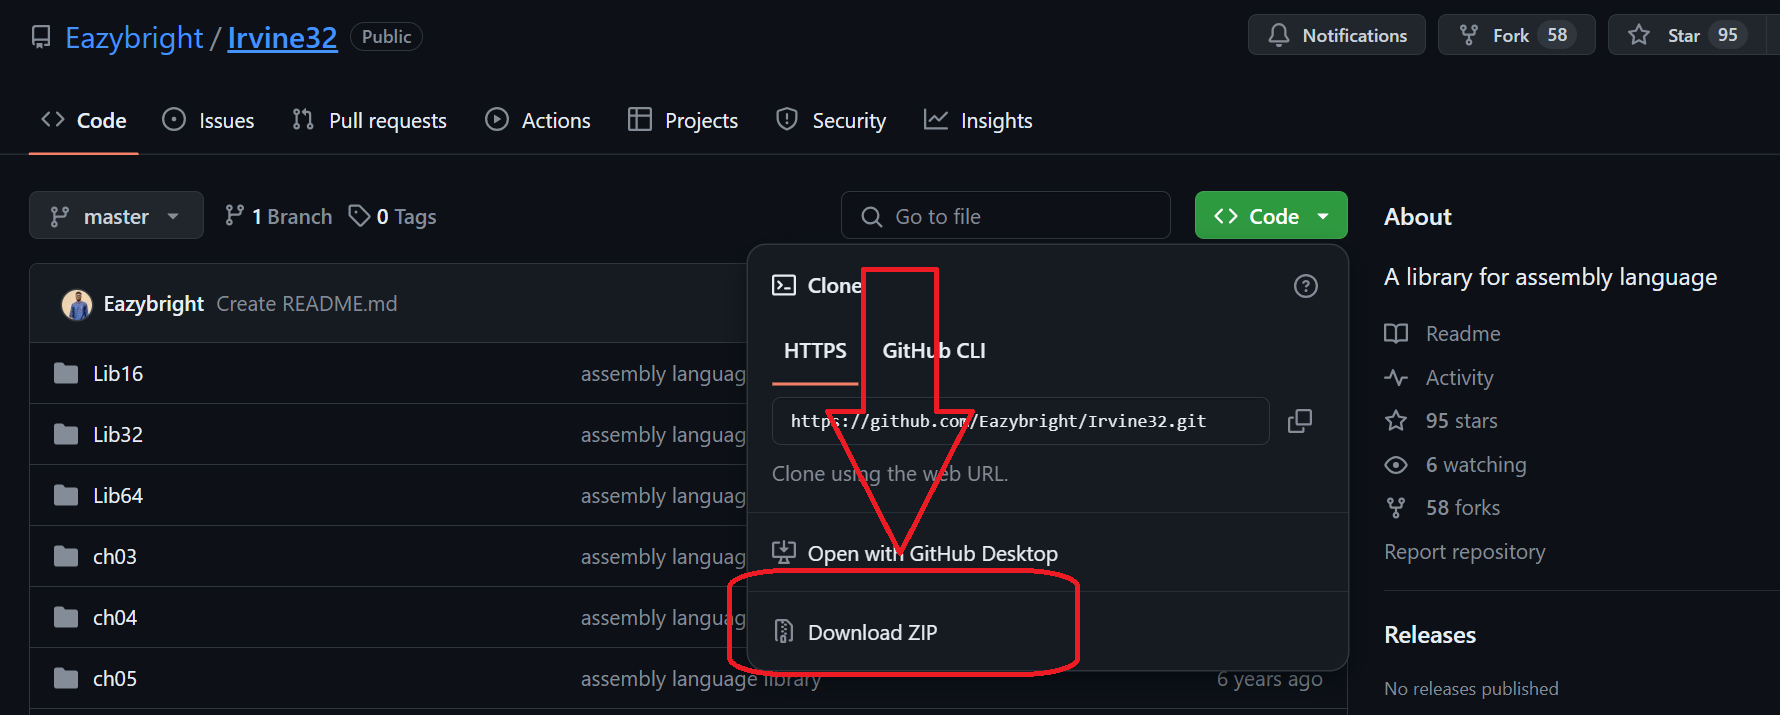 Eazybright / Irvine32 Public
Notifications Fork 58 Star 95
Code Issues Pull requests Actions Projects Security Insights
master 1 Branch 0 Tags Go to file Code
About
A library for assembly language
Readme
Activity
95 stars
6 watching
58 forks
Report repository
Releases
No releases published
Eazybright Create README.md
Lib16 assembly languag
Lib32 assembly languag
Lib64 assembly languag
ch03 assembly languag
ch04 assembly languag
ch05 assembly language library 6 years ago
Clone
HTTPS GitHub CLI
https://github.com/Eazybright/Irvine32.git
Clone using the web URL.
Open with GitHub Desktop
Download ZIP